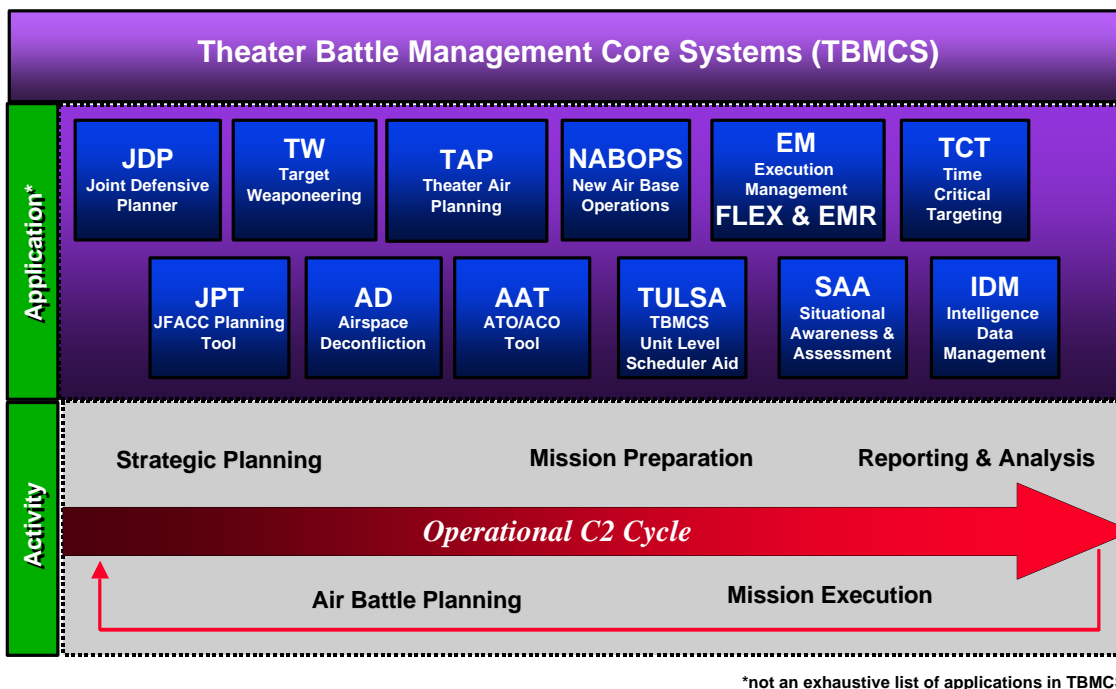 Theater Battle Management Core Systems (TBMCS)
Application*
JDP
Joint Defensive
Planner
TW
Target
Weaponeering
TAP
Theater Air
Planning
NABOPS
New Air Base
Operations
EM
Execution
Management
FLEX & EMR
TCT
Time
Critical
Targeting
JPT
JFACC Planning
Tool
AD
Airspace
Deconfliction
AAT
ATO/ACO
Tool
TULSA
TBMCS
Unit Level
Scheduler Aid
SAA
Situational
Awareness &
Assessment
IDM
Intelligence
Data
Management
Activity
Strategic Planning
Mission Preparation
Reporting & Analysis
Operational C2 Cycle
Air Battle Planning
Mission Execution
*not an exhaustive list of applications in TBMCS